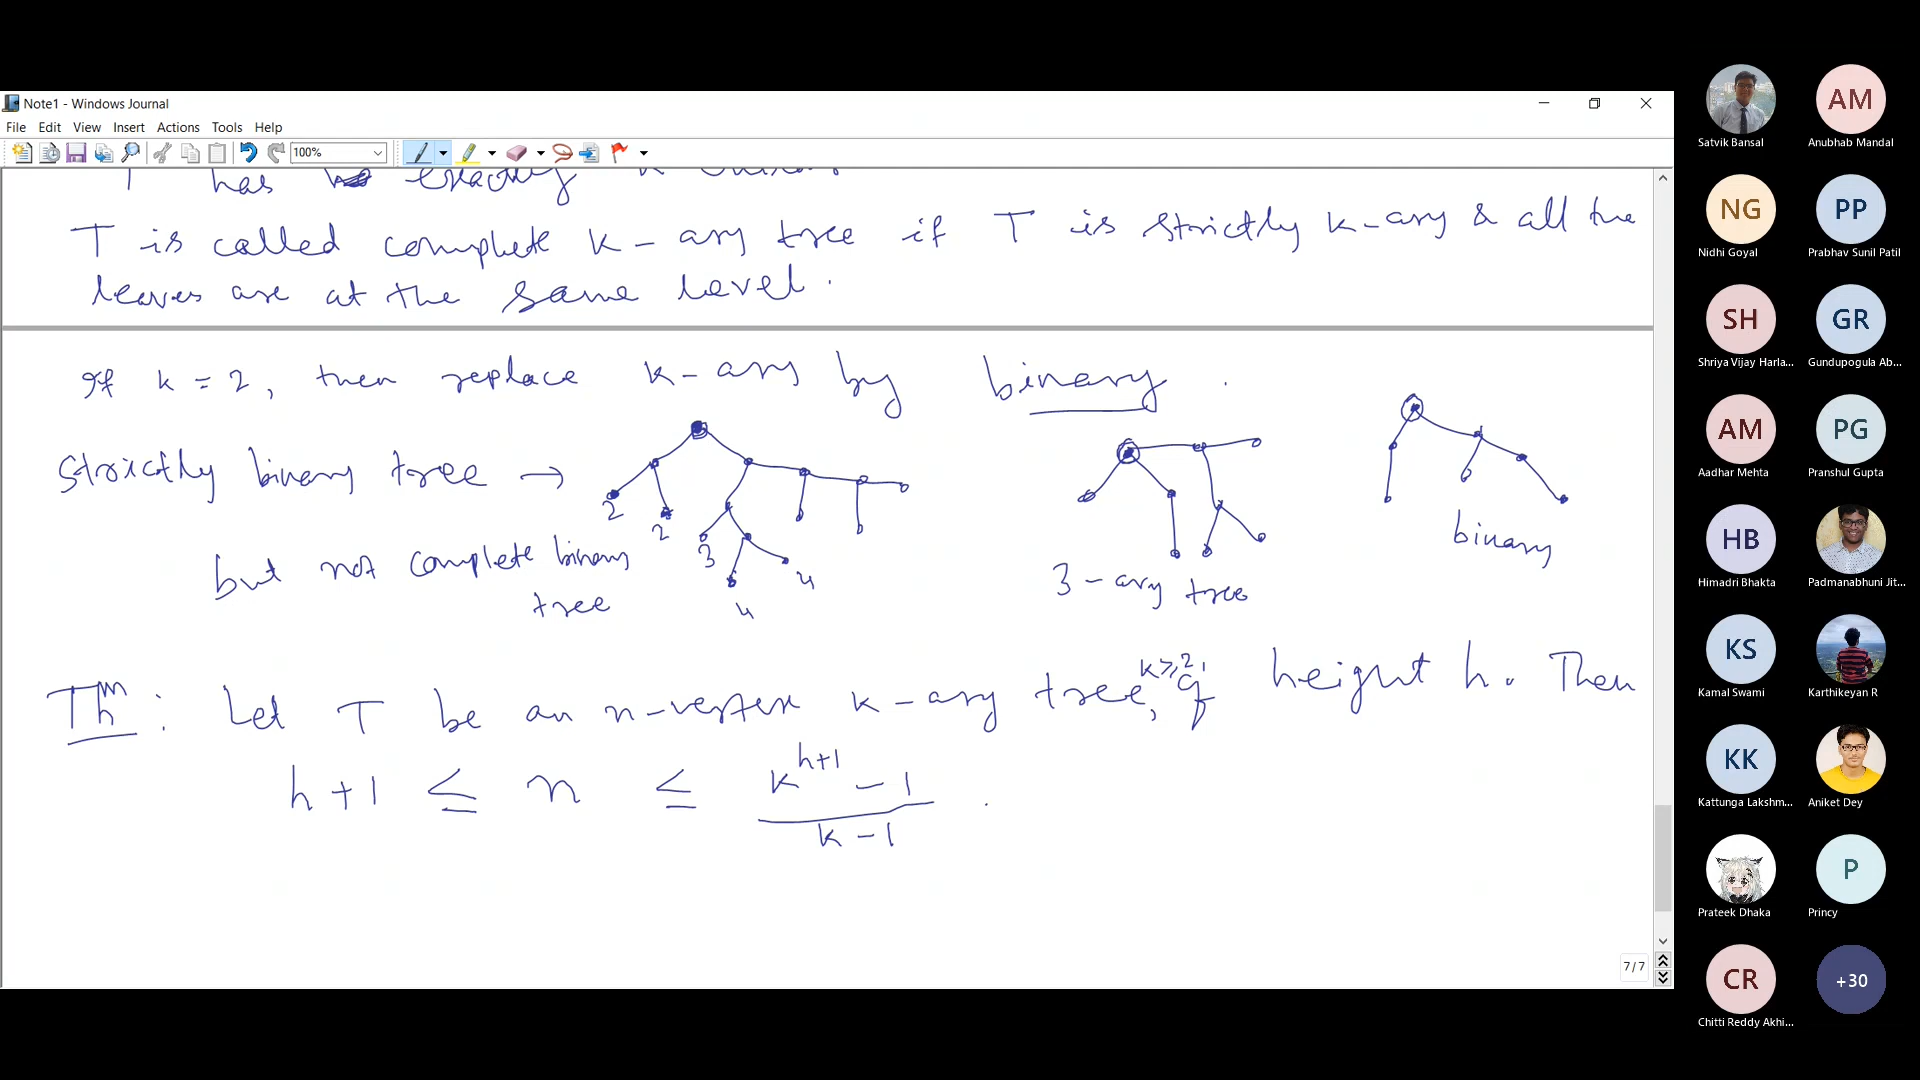 Note1 - Windows Journal
File Edit View Insert Actions Tools Help
100%
T has exactly k
T is called complete k-ary tree if T is strictly k-ary & all the
leaves are at the same level.
If k = 2, then replace k-ary by binary.
strictly binary tree →
but not complete binary
tree
2
2
3
4
4
3-ary tree
binary
Thm: Let T be an n-vertex k-ary tree, k≥2, of height h. Then
h+1 ≤ n ≤ k^{h+1} - 1 / k-1 .
7/7
Satvik Bansal
AM
Anubhab Mandal
NG
Nidhi Goyal
PP
Prabhav Sunil Patil
SH
Shriya Vijay Harla...
GR
Gundupogula Ab...
AM
Aadhar Mehta
PG
Pranshul Gupta
HB
Himadri Bhakta
Padmanabhuni Jit...
KS
Kamal Swami
Karthikeyan R
KK
Kattunga Lakshm...
Aniket Dey
Prateek Dhaka
P
Princy
CR
Chitti Reddy Akhi...
+30